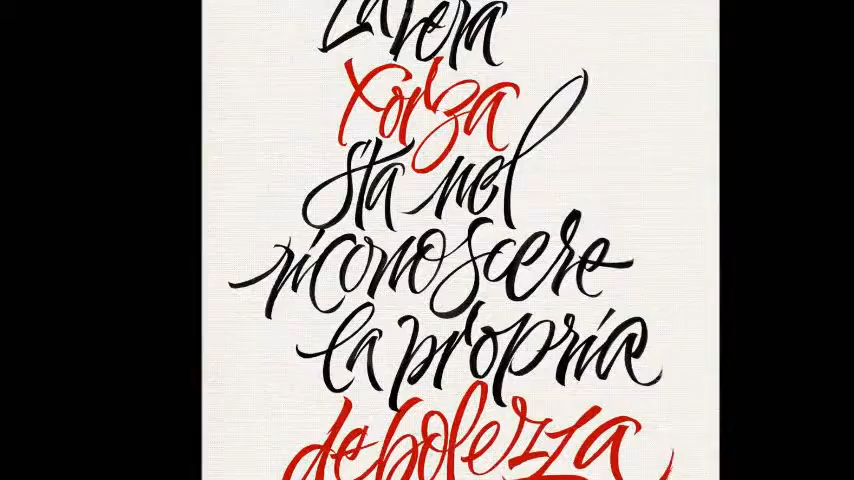 La vera
forza
sta nel
riconoscere
la propria
debolezza